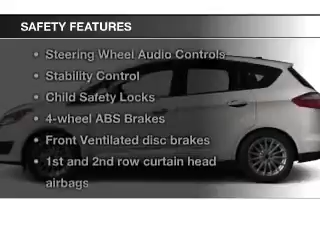 SAFETY FEATURES
• Steering Wheel Audio Controls
• Stability Control
• Child Safety Locks
• 4-wheel ABS Brakes
• Front Ventilated disc brakes
• 1st and 2nd row curtain head
airbags